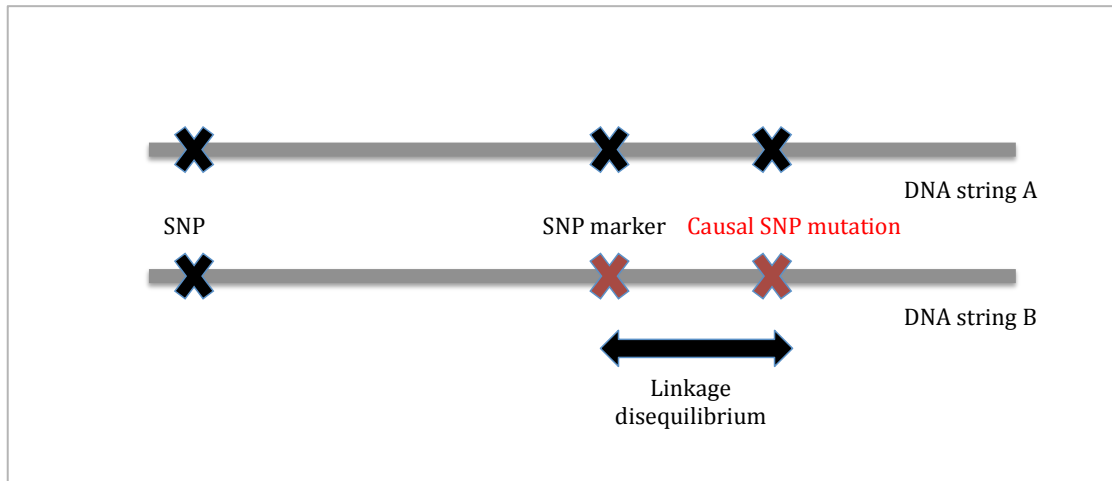 DNA string A
SNP
SNP marker
Causal SNP mutation
DNA string B
Linkage
disequilibrium